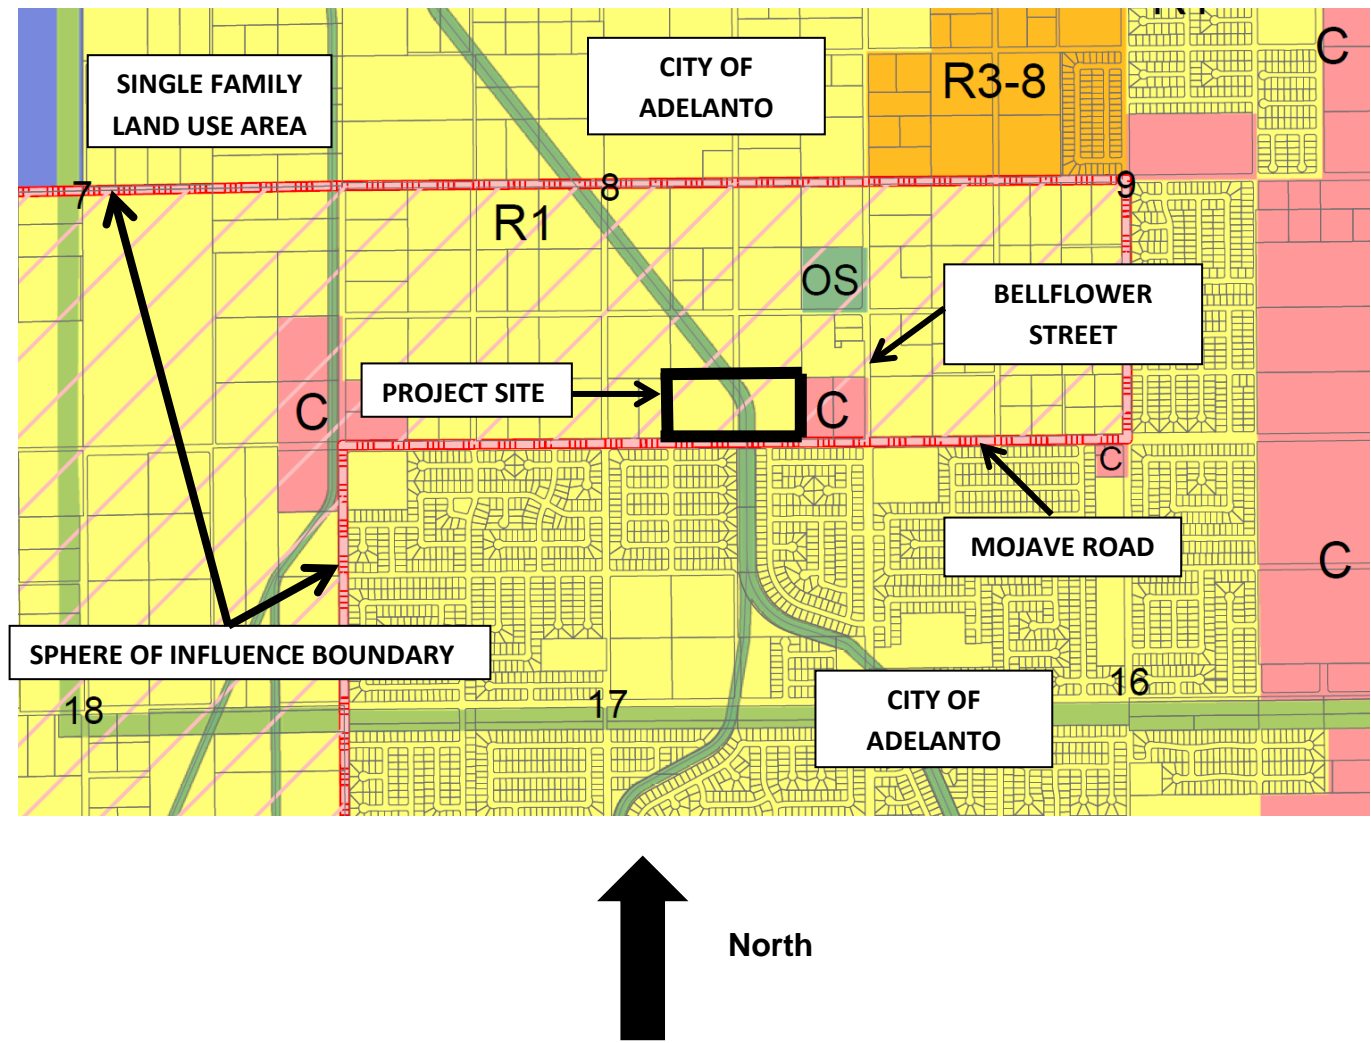 R1
C
SINGLE FAMILY
LAND USE AREA
CITY OF
ADELANTO
R3-8
7
8
9
R1
OS
BELLFLOWER
STREET
PROJECT SITE
C
C
C
MOJAVE ROAD
C
SPHERE OF INFLUENCE BOUNDARY
18
17
16
CITY OF
ADELANTO
North